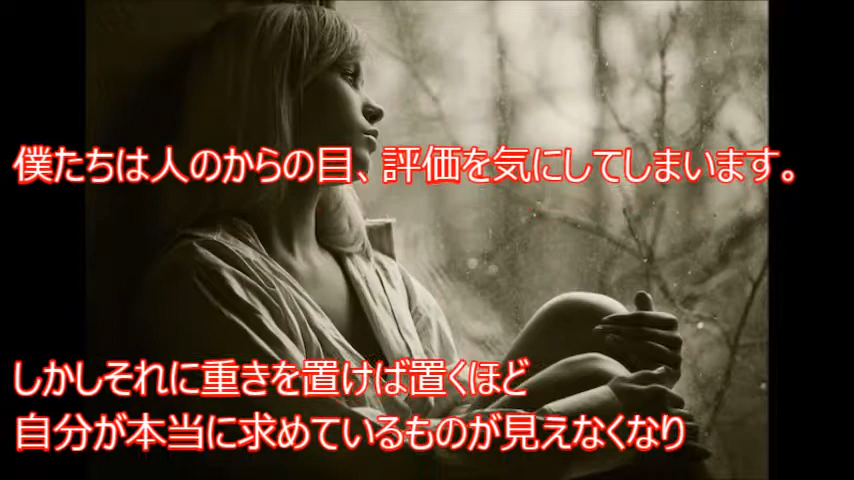 僕たちは人のからの目、評価を気にしてしまいます。
しかしそれに重きを置けば置くほど
自分が本当に求めているものが見えなくなり